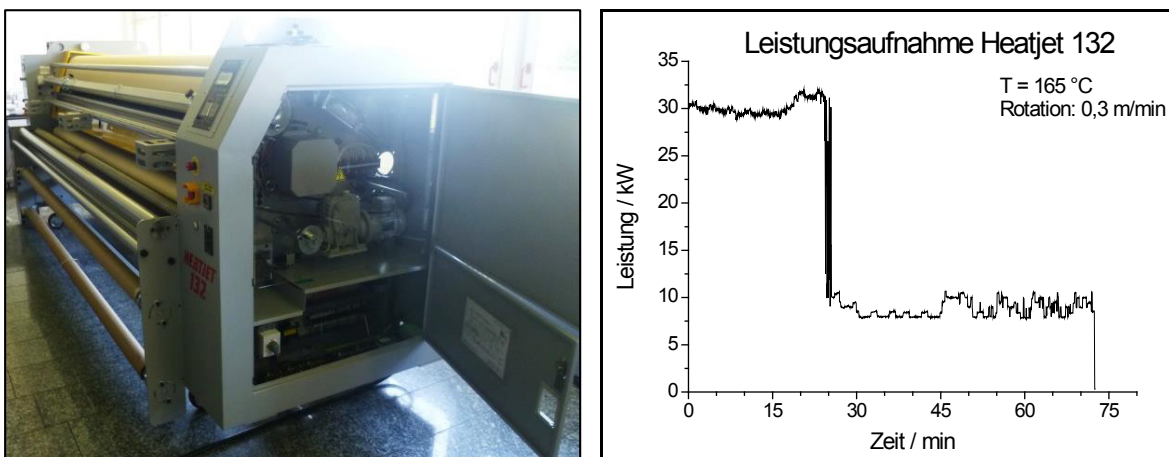 HEATJET
132
Leistungsaufnahme Heatjet 132
T = 165 °C
Rotation: 0,3 m/min
Leistung / kW
35
30
25
20
15
10
5
0
0 15 30 45 60 75
Zeit / min